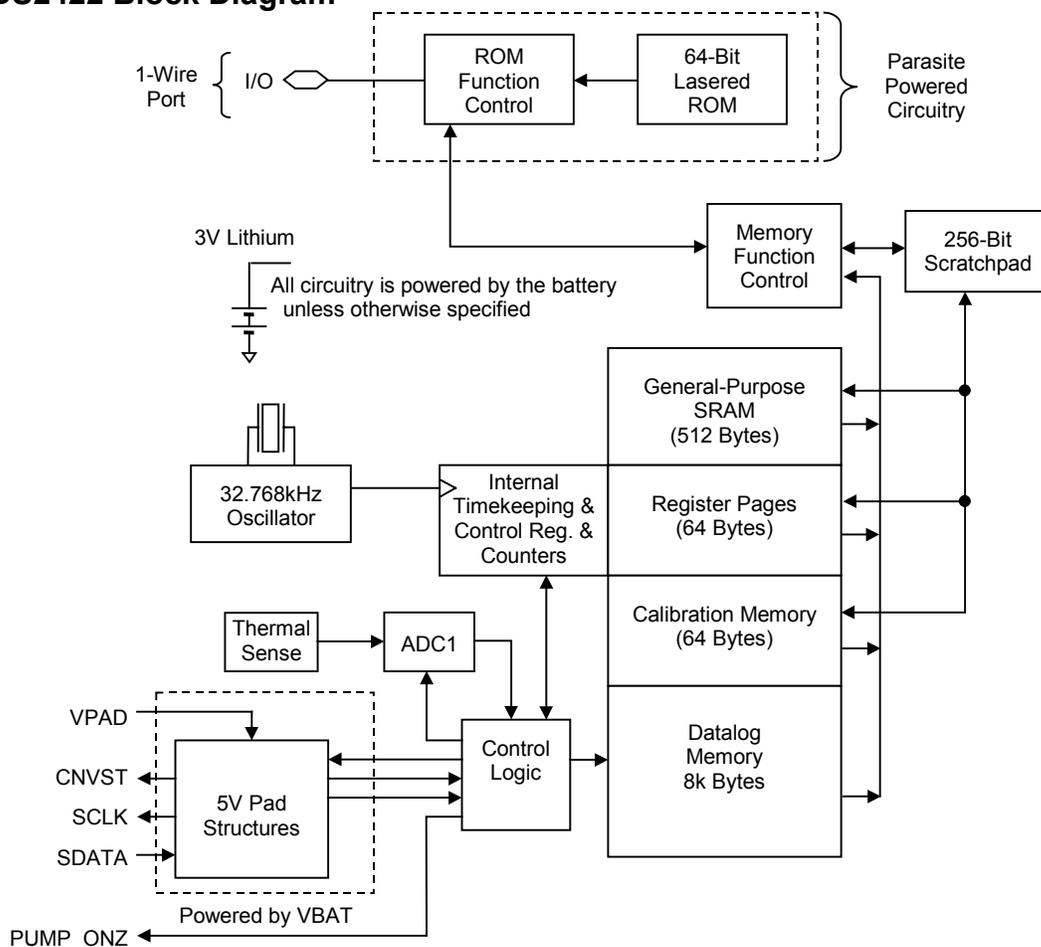 DS2422 Block Diagram
1-Wire
Port
I/O
ROM
Function
Control
64-Bit
Lasered
ROM
Parasite
Powered
Circuitry
3V Lithium
All circuitry is powered by the battery
unless otherwise specified
Memory
Function
Control
256-Bit
Scratchpad
General-Purpose
SRAM
(512 Bytes)
32.768kHz
Oscillator
Internal
Timekeeping &
Control Reg. &
Counters
Register Pages
(64 Bytes)
Calibration Memory
(64 Bytes)
Thermal
Sense
ADC1
Control
Logic
Datalog
Memory
8k Bytes
VPAD
CNVST
SCLK
SDATA
5V Pad
Structures
Powered by VBAT
PUMP_ONZ